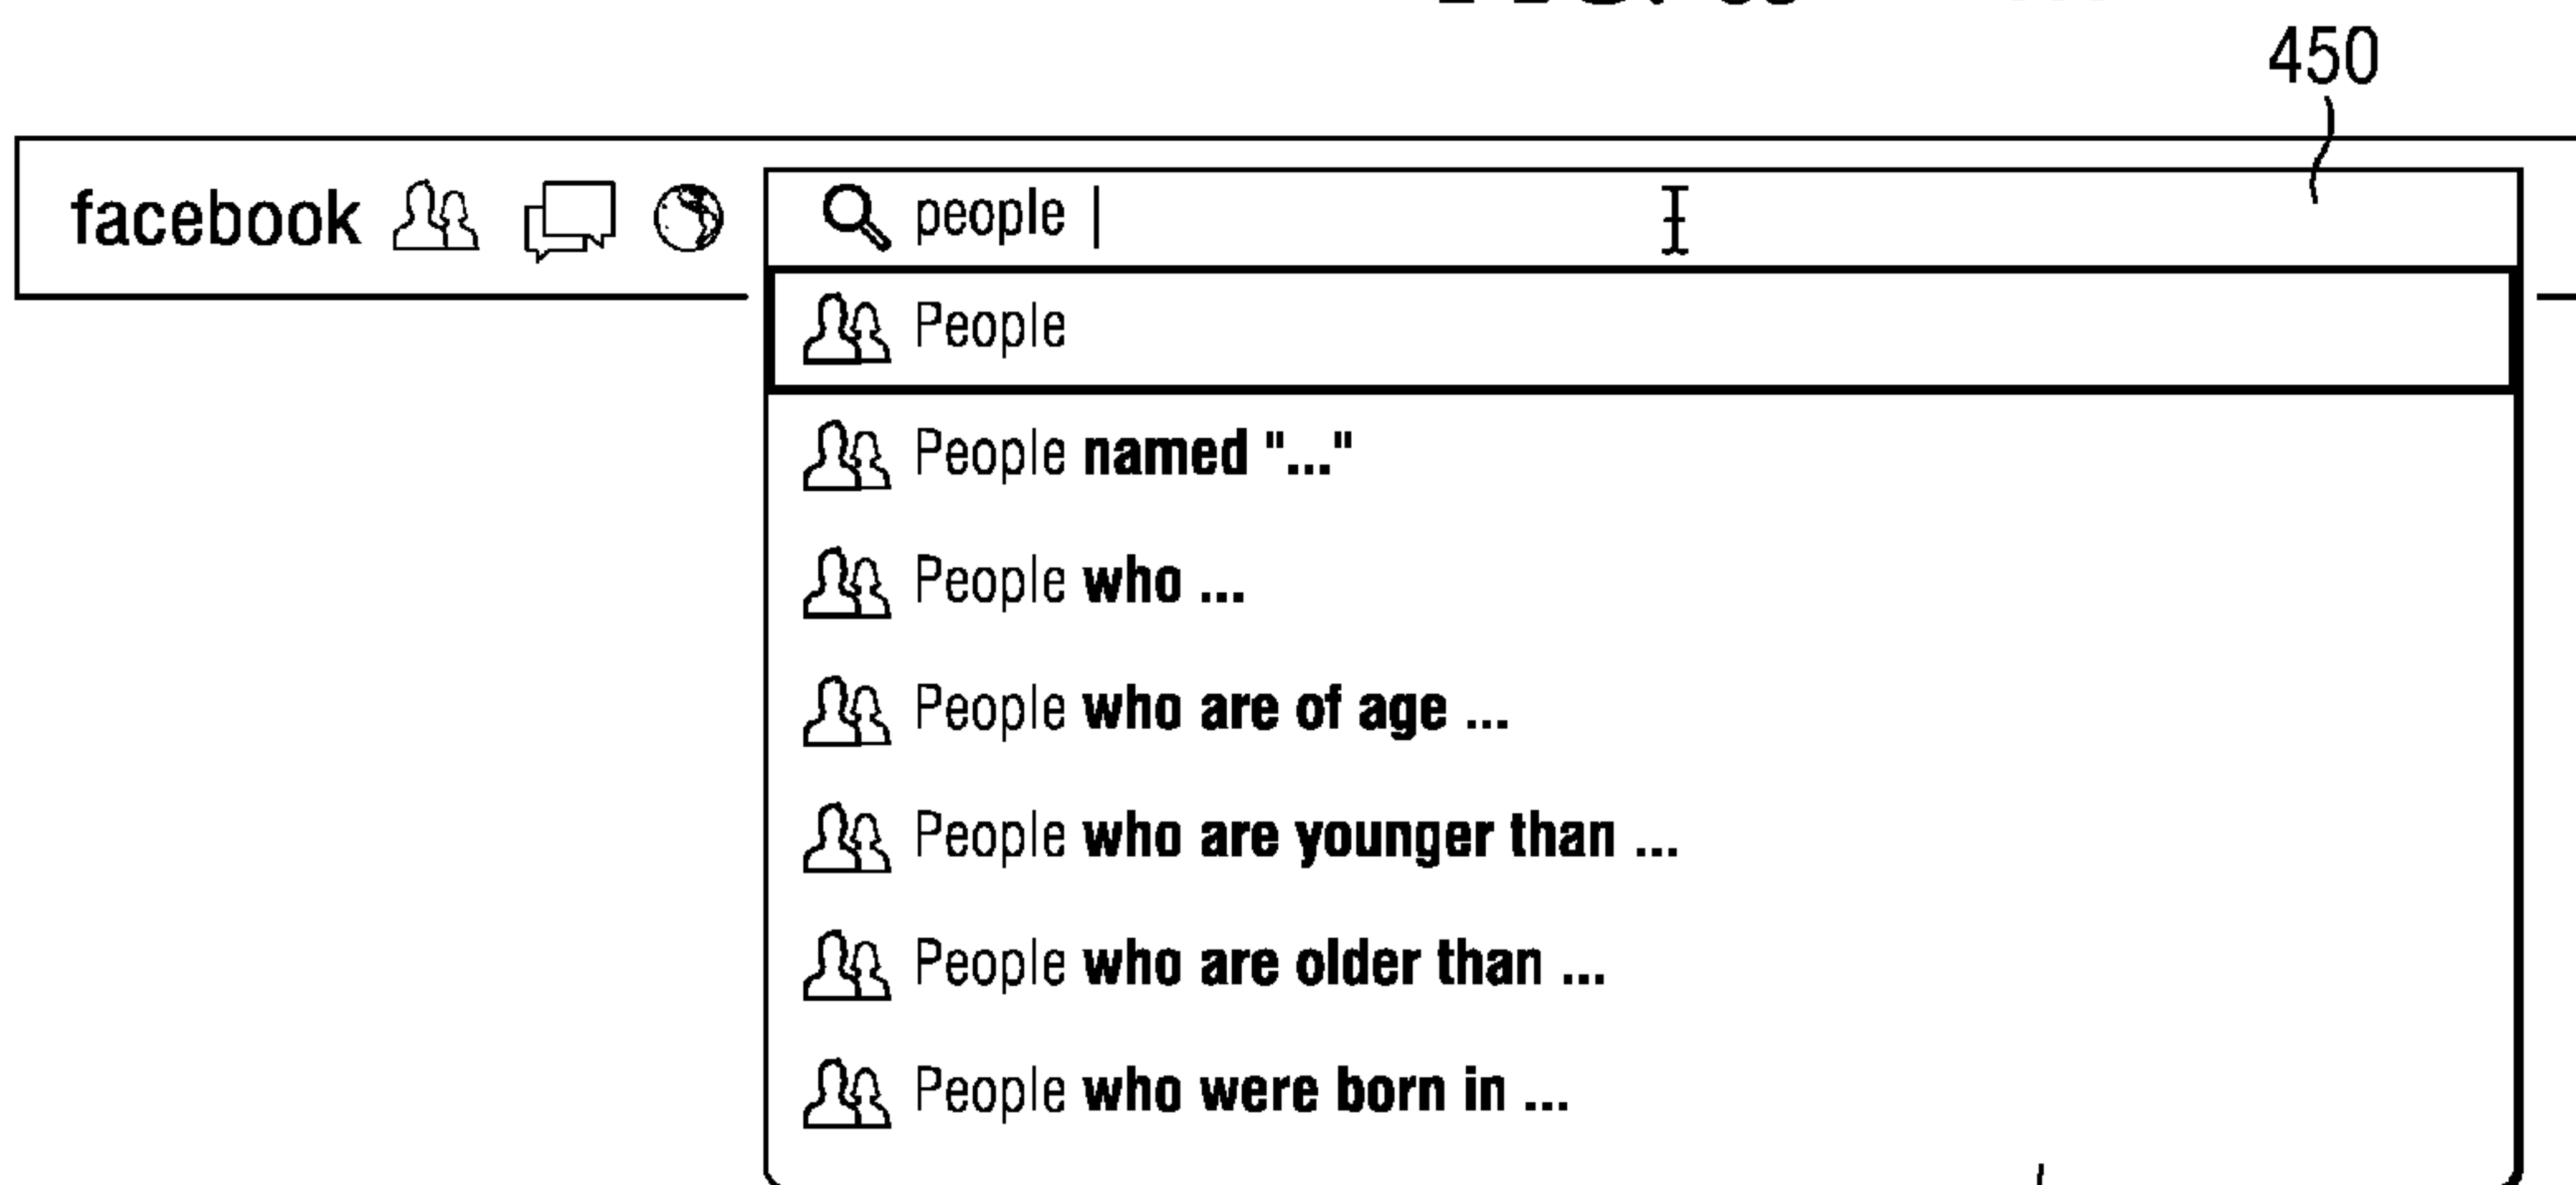 450
facebook people
People
People named "..."
People who ...
People who are of age ...
People who are younger than ...
People who are older than ...
People who were born in ...